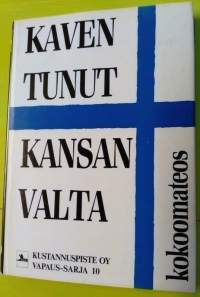 KAVEN
TUNUT
KANSAN
VALTA
kokoomateos
KUSTANNUSPISTE OY
VAPAUS-SARJA 10